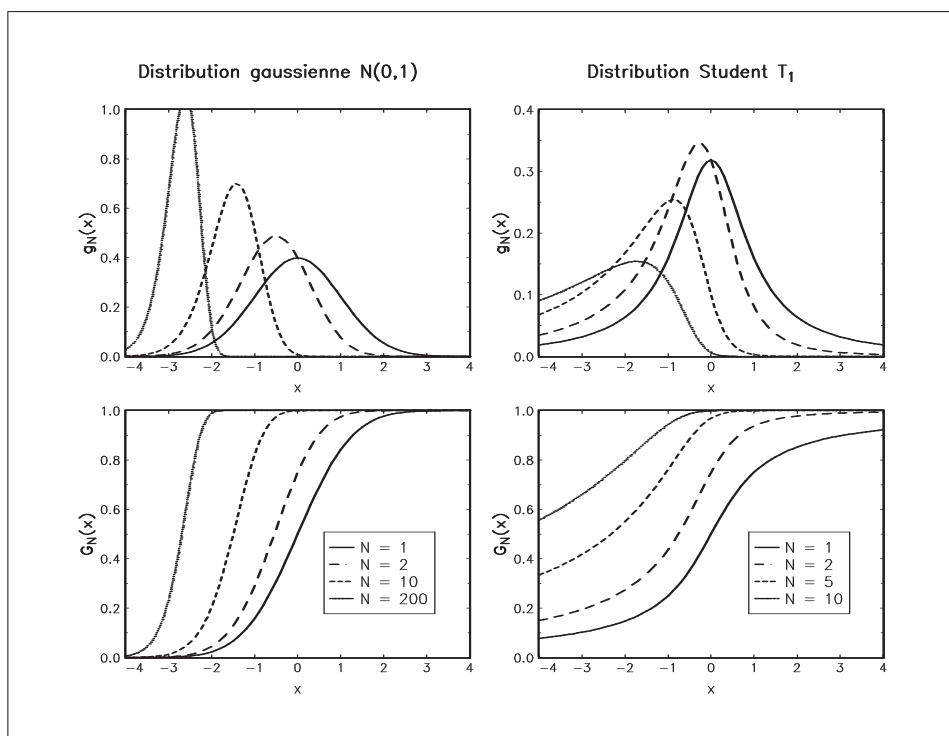 Distribution gaussienne N(0,1)
Distribution Student T₁
1.0
0.8
0.6
0.4
0.2
0.0
g_N(x)
-4 -3 -2 -1 0 1 2 3 4
x
0.4
0.3
0.2
0.1
0.0
g_N(x)
-4 -3 -2 -1 0 1 2 3 4
x
1.0
0.8
0.6
0.4
0.2
0.0
G_N(x)
N = 1
N = 2
N = 10
N = 200
-4 -3 -2 -1 0 1 2 3 4
x
1.0
0.8
0.6
0.4
0.2
0.0
G_N(x)
N = 1
N = 2
N = 5
N = 10
-4 -3 -2 -1 0 1 2 3 4
x